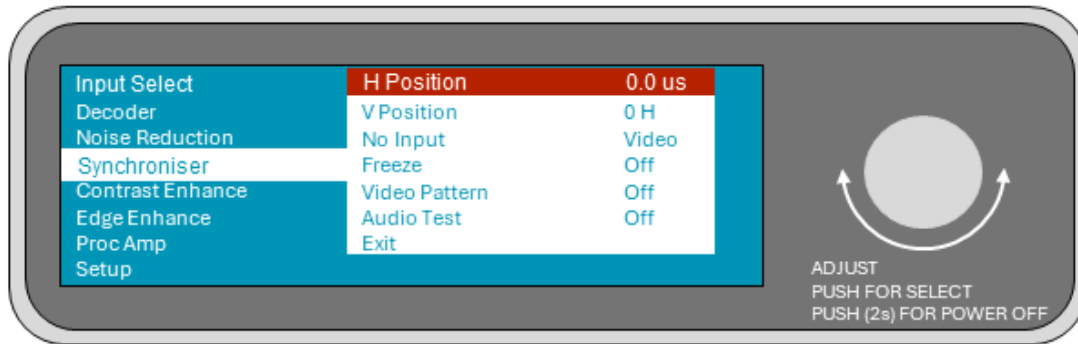 Input Select
Decoder
Noise Reduction
Synchroniser
Contrast Enhance
Edge Enhance
Proc Amp
Setup
H Position 0.0 us
V Position 0 H
No Input Video
Freeze Off
Video Pattern Off
Audio Test Off
Exit
ADJUST
PUSH FOR SELECT
PUSH (2s) FOR POWER OFF